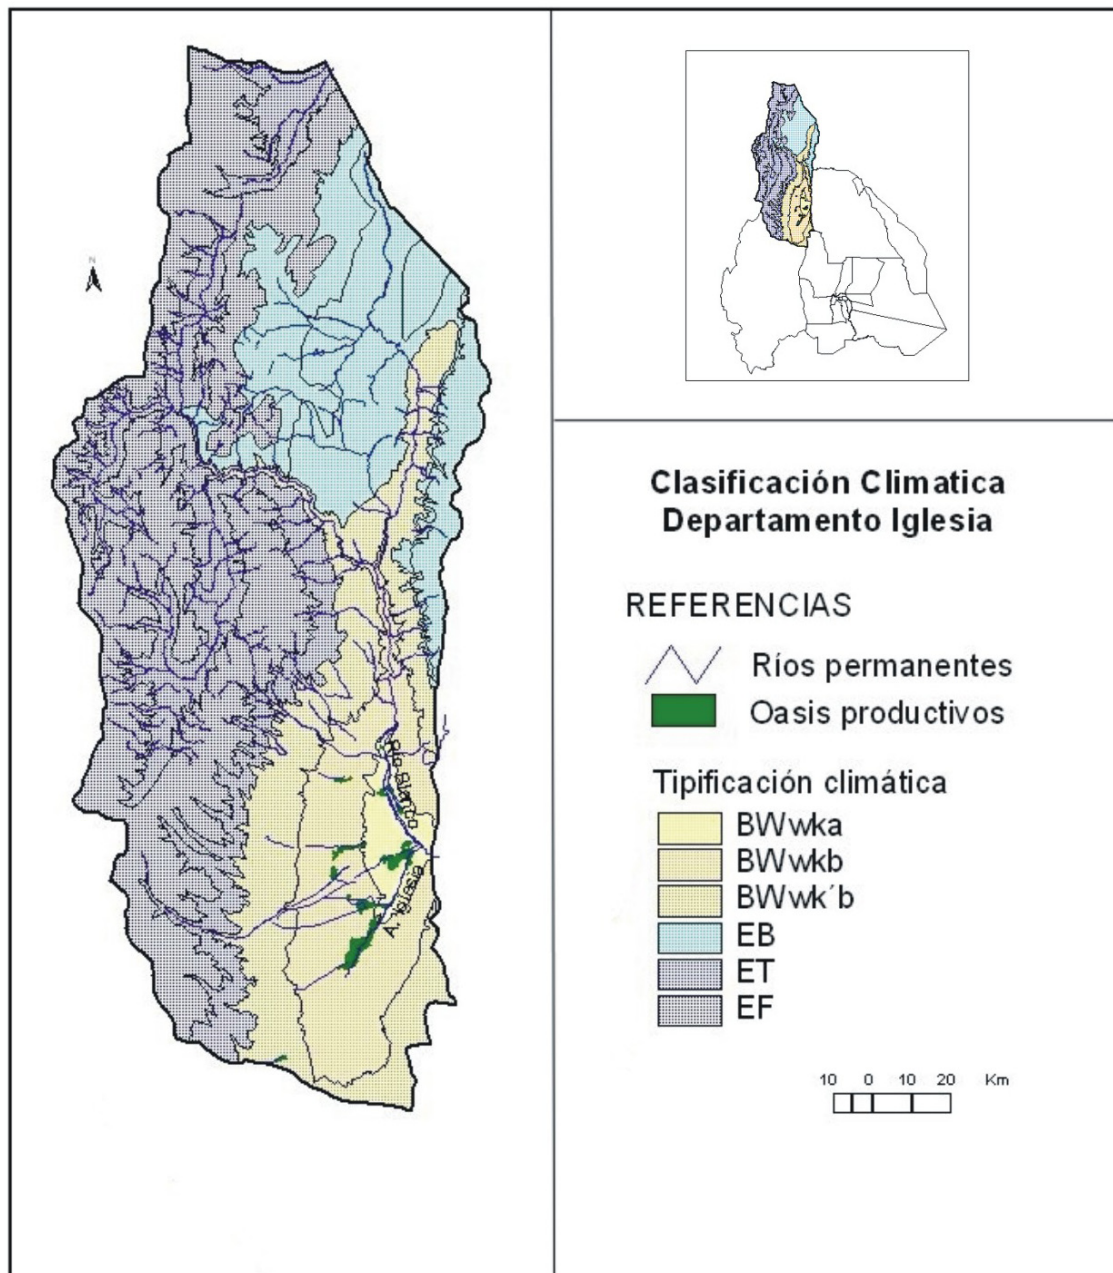 N
Río Blanco
A. Iglesia
Clasificación Climatica
Departamento Iglesia
REFERENCIAS
Ríos permanentes
Oasis productivos
Tipificación climática
BWwka
BWwkb
BWwk´b
EB
ET
EF
10 0 10 20 Km